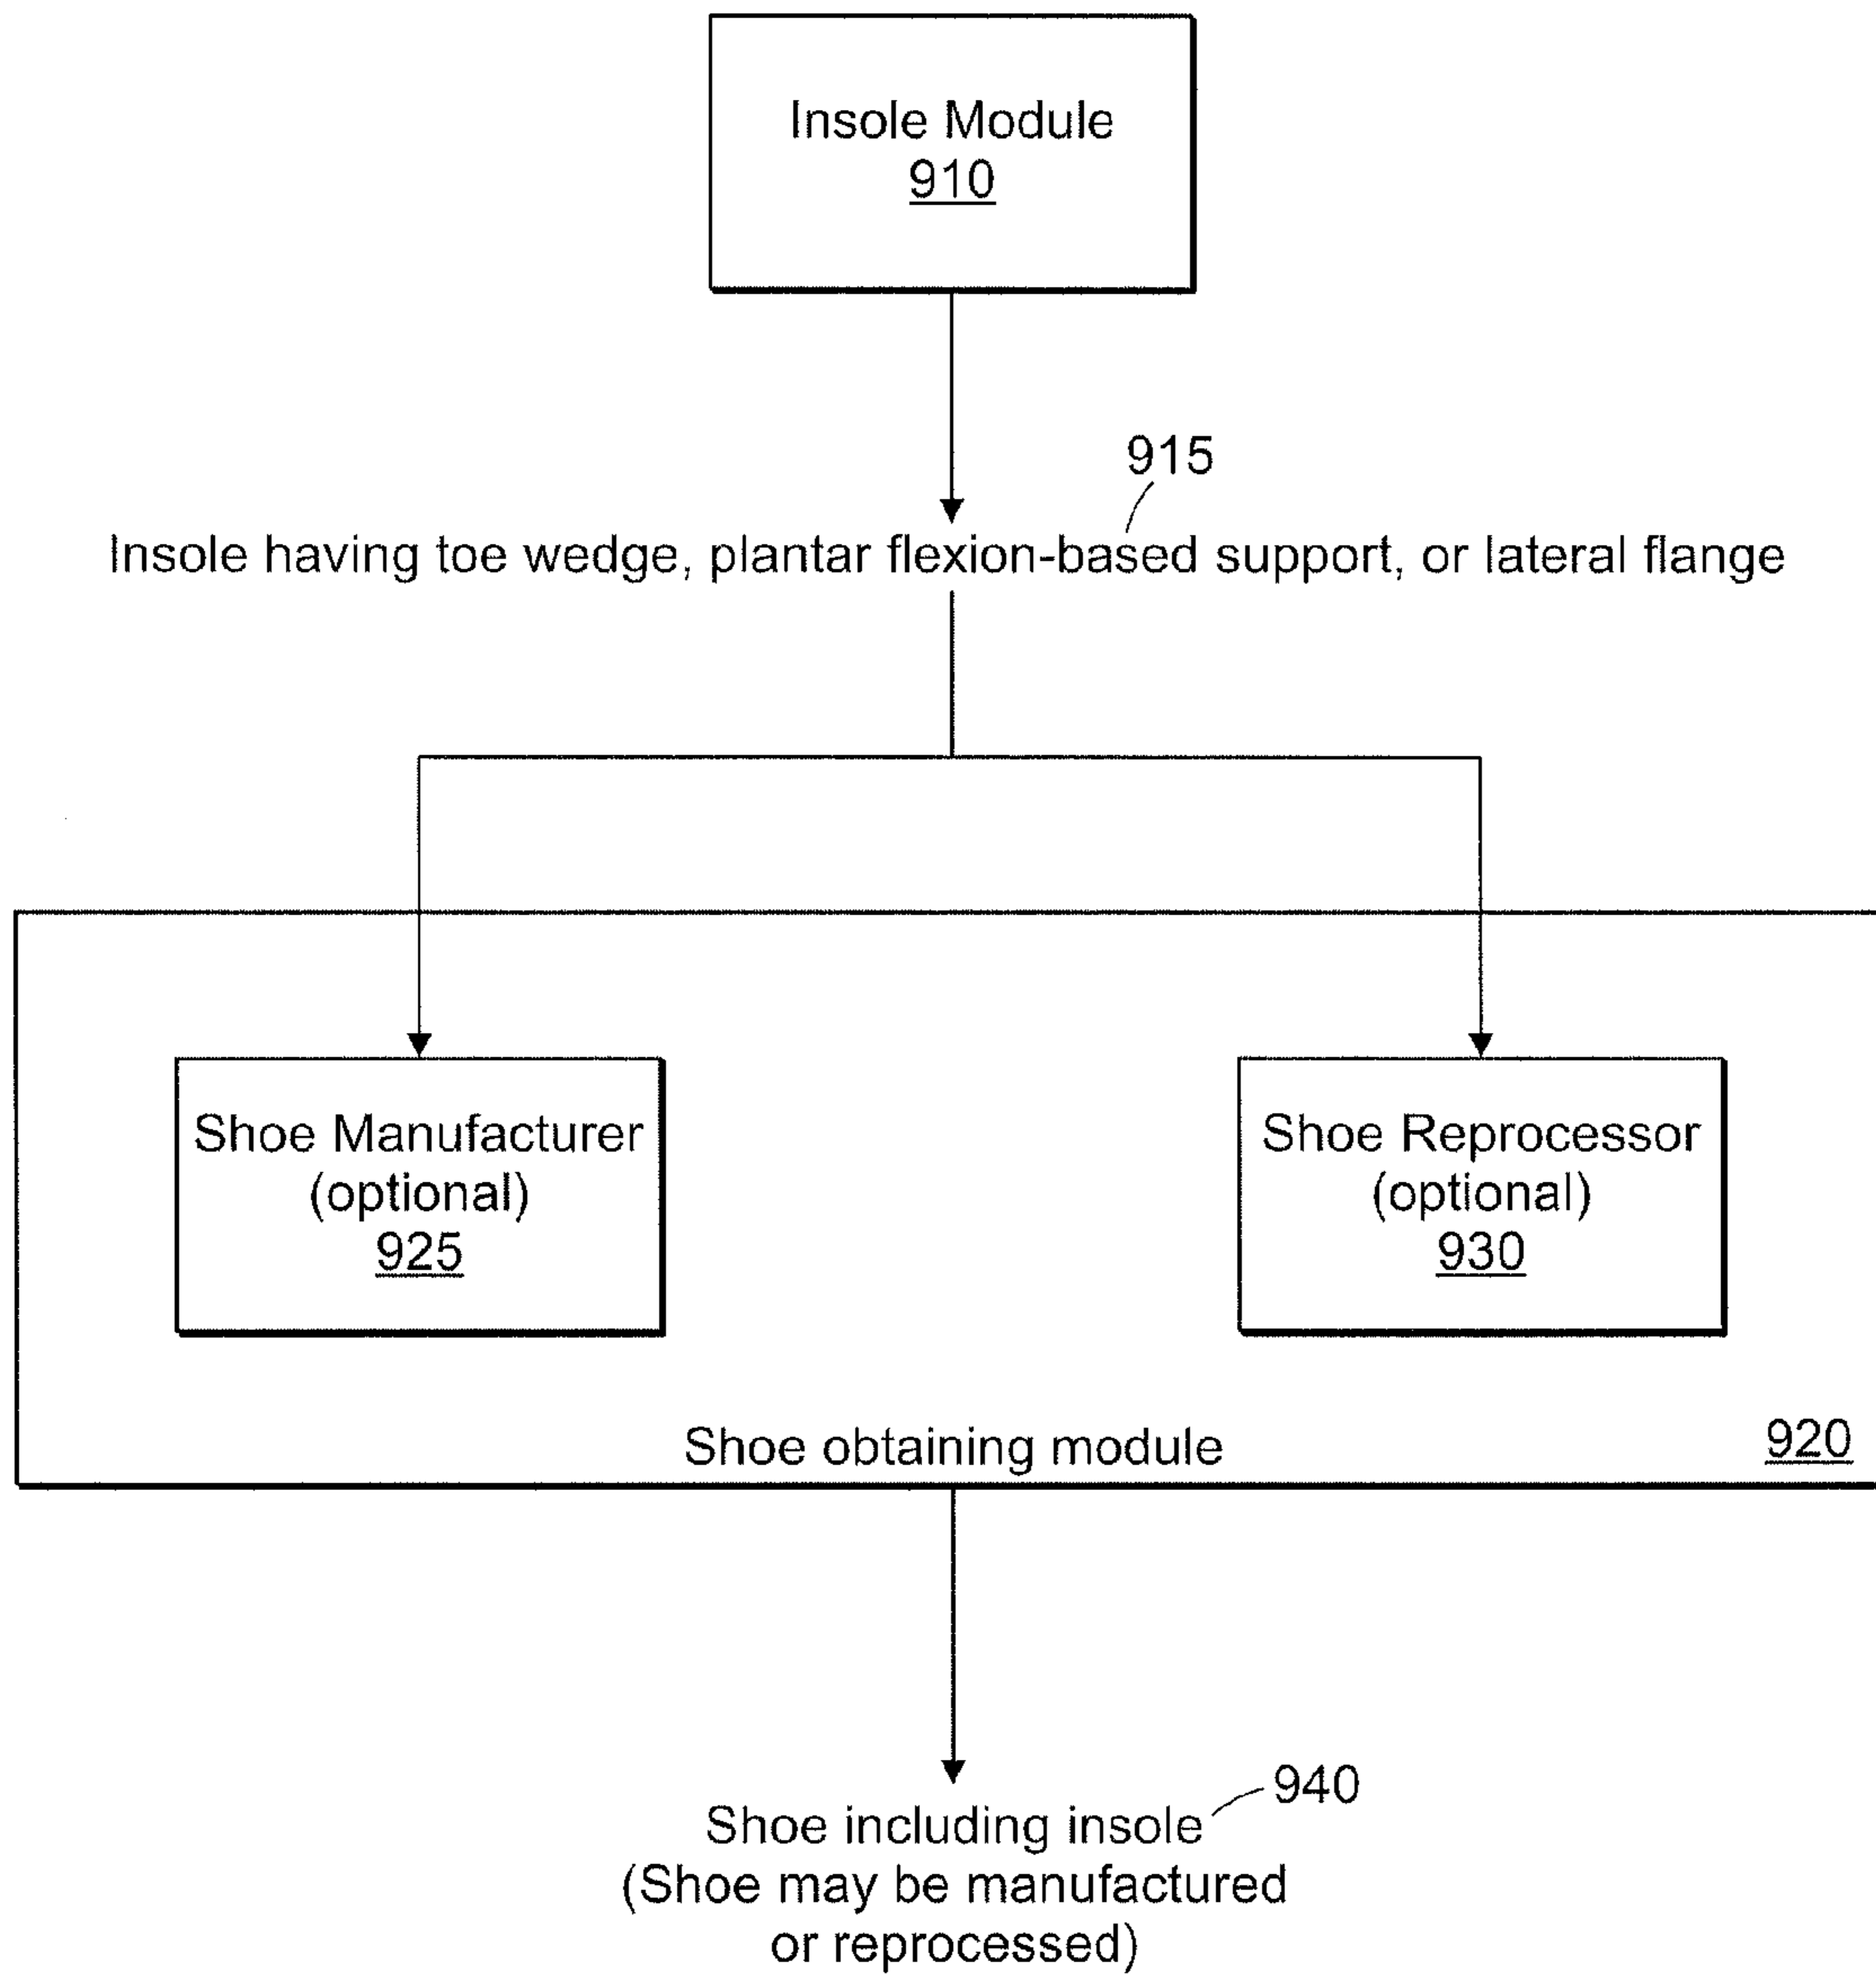 Insole Module
910
915
Insole having toe wedge, plantar flexion-based support, or lateral flange
Shoe Manufacturer
(optional)
925
Shoe Reprocessor
(optional)
930
Shoe obtaining module
920
940
Shoe including insole
(Shoe may be manufactured
or reprocessed)